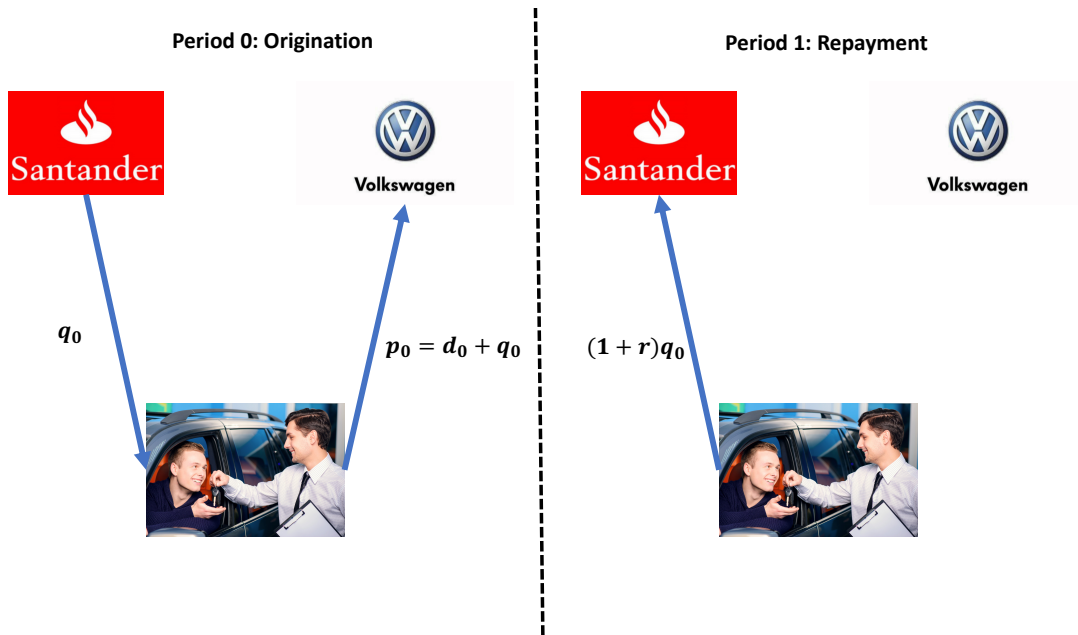 Period 0: Origination
Period 1: Repayment
Santander
Volkswagen
Santander
Volkswagen
q₀
p₀ = d₀ + q₀
(1 + r)q₀